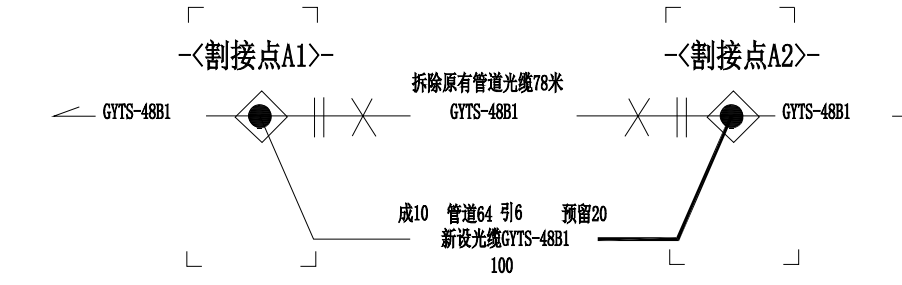 -<割接点A1>-
-<割接点A2>-
拆除原有管道光缆78米
GYTS-48B1
GYTS-48B1
GYTS-48B1
成10 管道64 引6 预留20
新设光缆GYTS-48B1
100